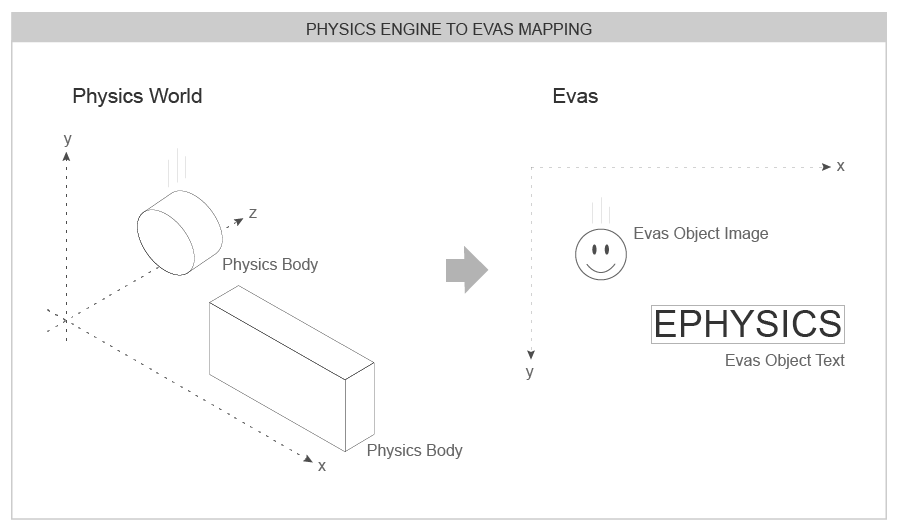 PHYSICS ENGINE TO EVAS MAPPING
Physics World
Evas
y
z
Physics Body
Physics Body
x
x
Evas Object Image
EPHYSICS
Evas Object Text
y